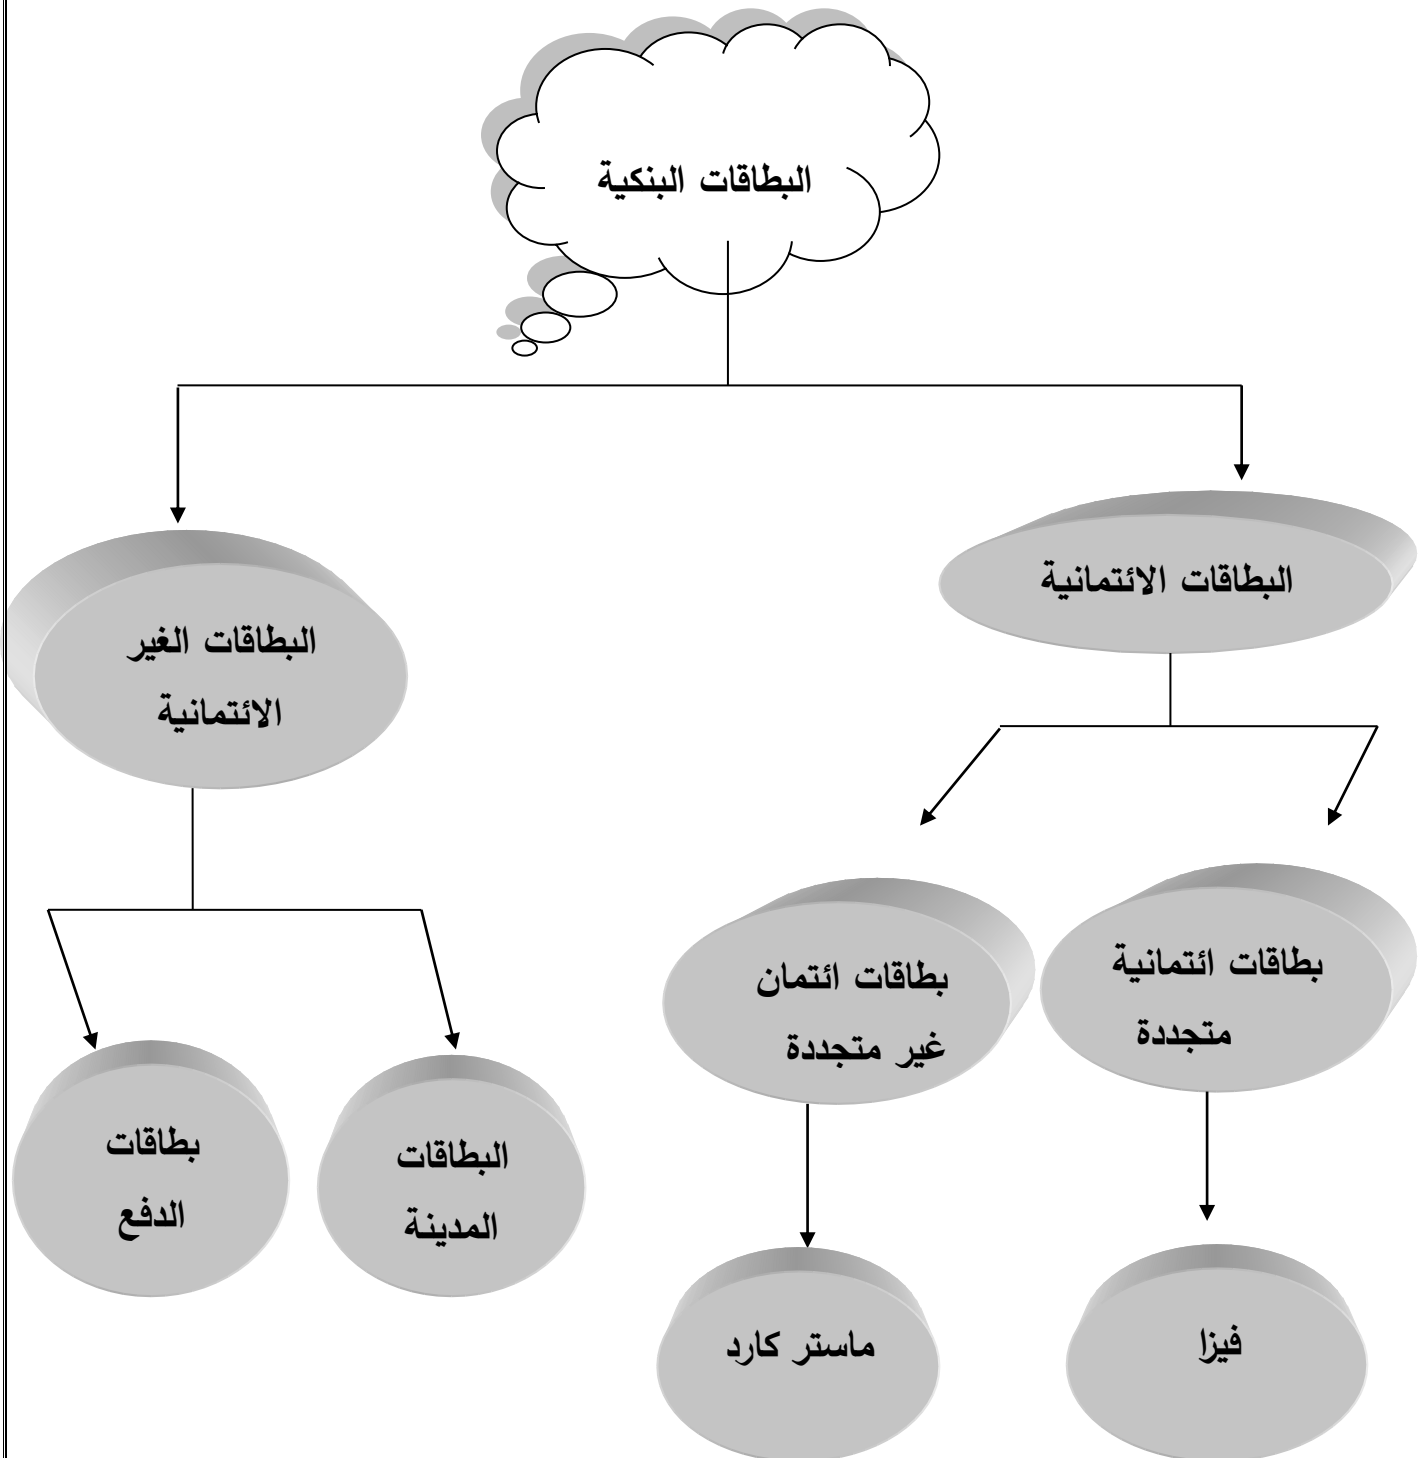 البطاقات البنكية
البطاقات الائتمانية
البطاقات الغير
الائتمانية
بطاقات ائتمانية
متجددة
بطاقات ائتمان
غير متجددة
البطاقات
المدينة
بطاقات
الدفع
فيزا
ماستر كارد